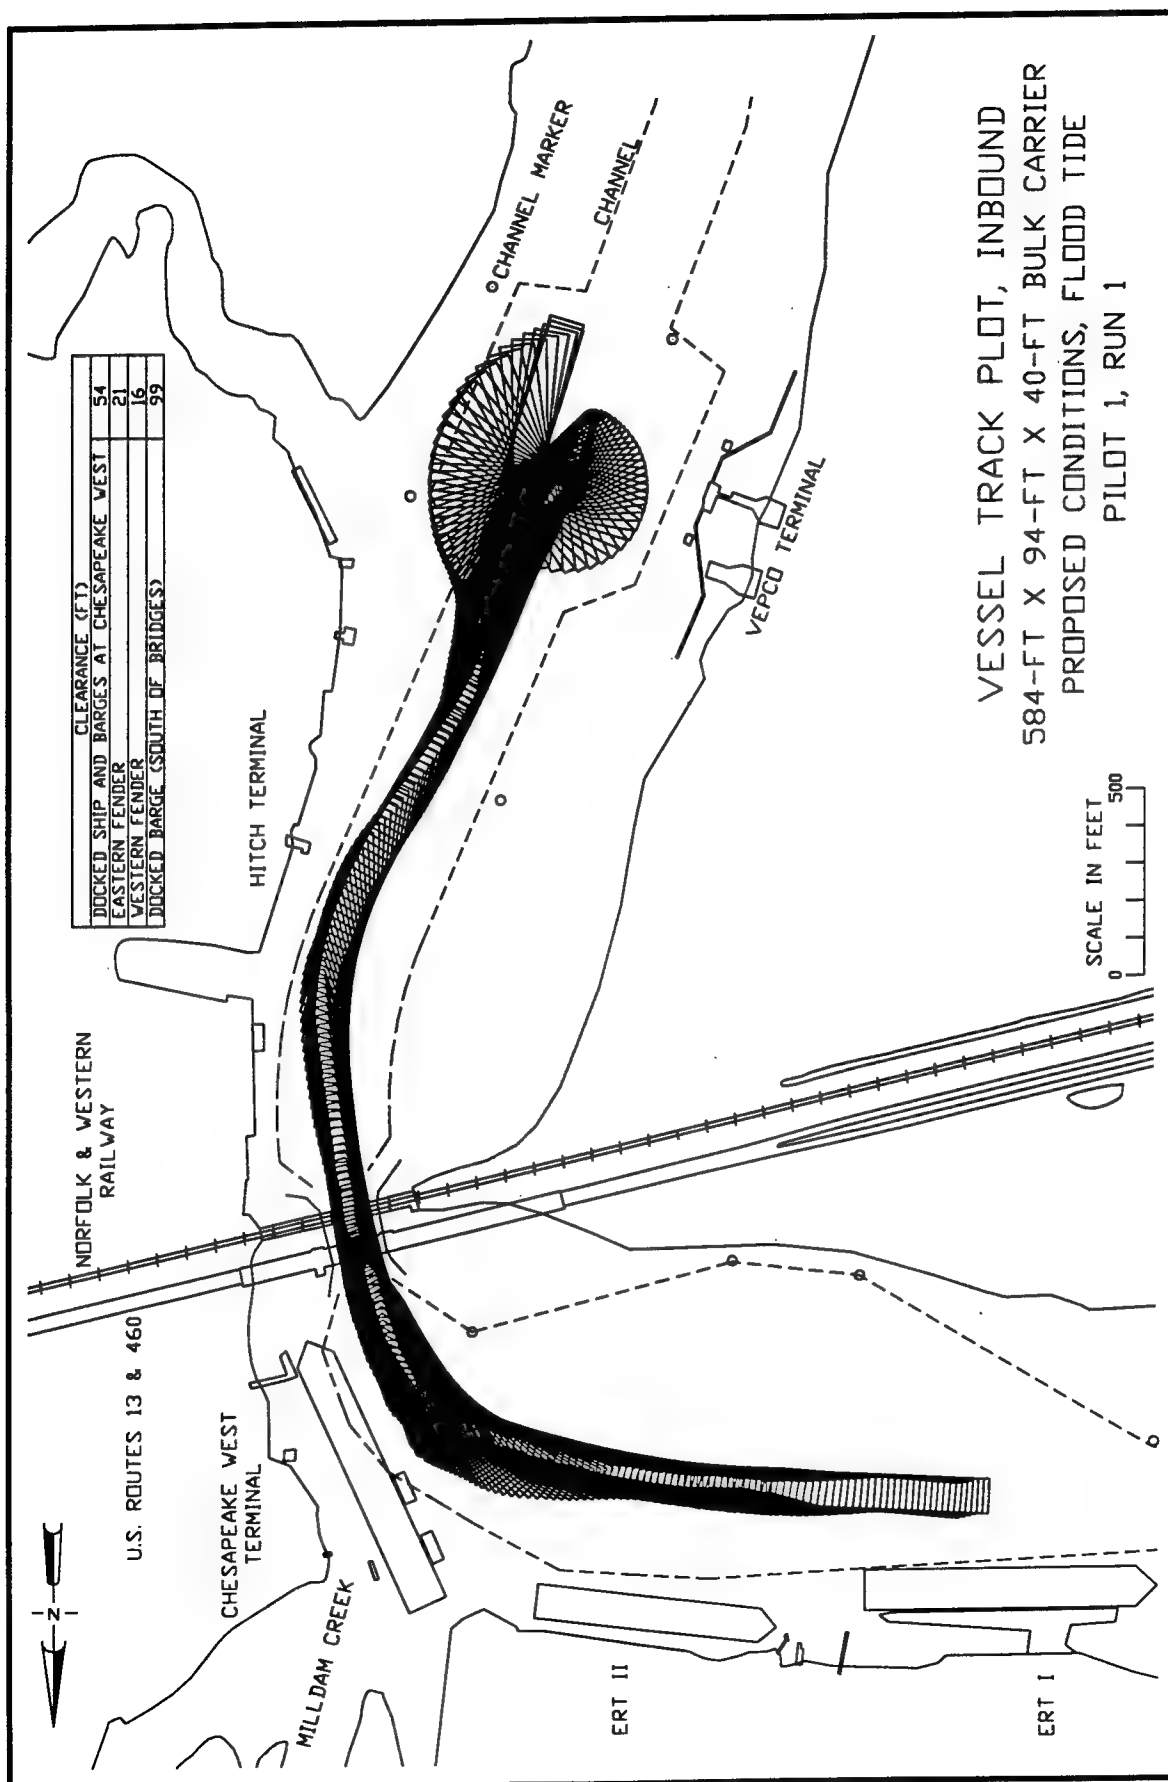 CLEARANCE (FT)
DOCKED SHIP AND BARGES AT CHESAPEAKE WEST 54
EASTERN FENDER 21
WESTERN FENDER 16
DOCKED BARGE (SOUTH OF BRIDGES) 99
N
NORFOLK & WESTERN
RAILWAY
U.S. ROUTES 13 & 460
CHESAPEAKE WEST
TERMINAL
MILLDAM CREEK
HITCH TERMINAL
CHANNEL MARKER
CHANNEL
VEPCO TERMINAL
ERT II
ERT I
SCALE IN FEET
0 500
VESSEL TRACK PLOT, INBOUND
584-FT X 94-FT X 40-FT BULK CARRIER
PROPOSED CONDITIONS, FLOOD TIDE
PILOT 1, RUN 1